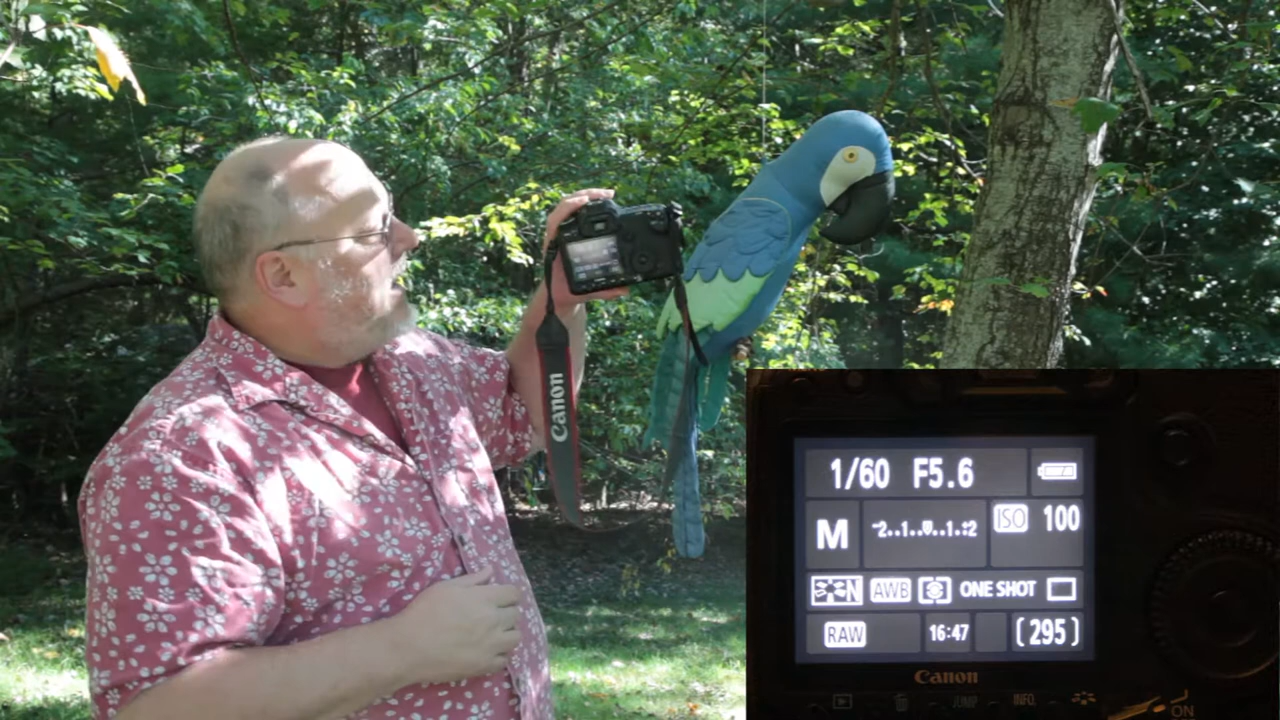 Canon
1/60 F5.6
M -2..1..0..1.:2 ISO 100
N AWB ONE SHOT
RAW 16:47 [295]
Canon
JUMP INFO.
ON